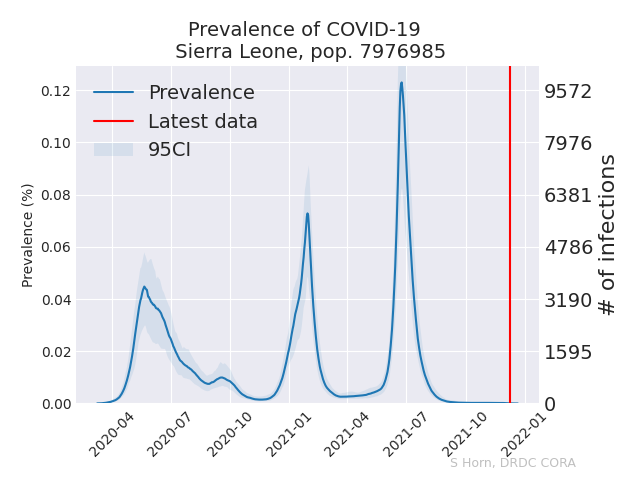 Prevalence of COVID-19
Sierra Leone, pop. 7976985
Prevalence
Latest data
95CI
Prevalence (%)
0.12
0.10
0.08
0.06
0.04
0.02
0.00
9572
7976
6381
4786
3190
1595
0
# of infections
2020-04
2020-07
2020-10
2021-01
2021-04
2021-07
2021-10
2022-01
S Horn, DRDC CORA